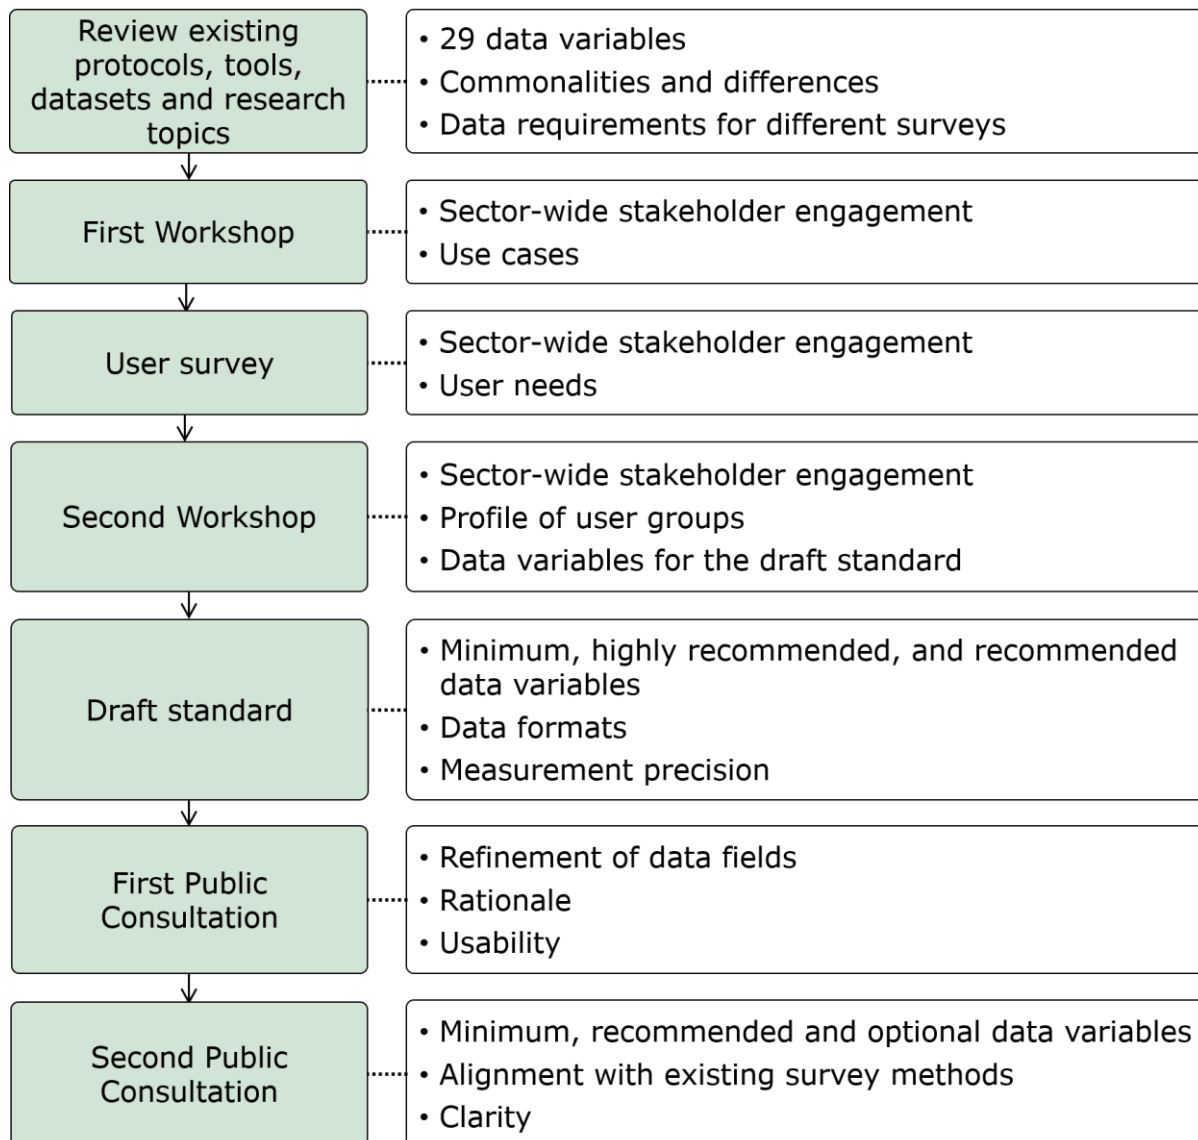 Review existing
protocols, tools,
datasets and research
topics
• 29 data variables
• Commonalities and differences
• Data requirements for different surveys
First Workshop
• Sector-wide stakeholder engagement
• Use cases
User survey
• Sector-wide stakeholder engagement
• User needs
Second Workshop
• Sector-wide stakeholder engagement
• Profile of user groups
• Data variables for the draft standard
Draft standard
• Minimum, highly recommended, and recommended
data variables
• Data formats
• Measurement precision
First Public
Consultation
• Refinement of data fields
• Rationale
• Usability
Second Public
Consultation
• Minimum, recommended and optional data variables
• Alignment with existing survey methods
• Clarity